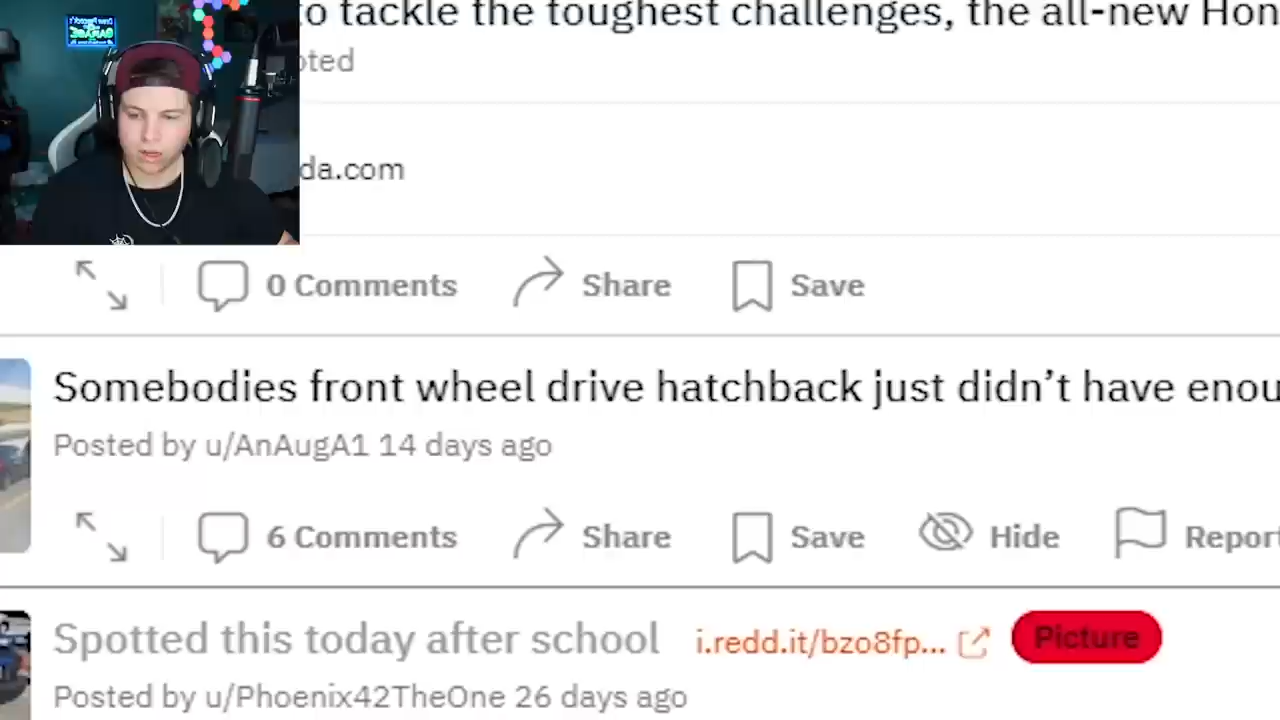 to tackle the toughest challenges, the all-new Hon
oted
da.com
0 Comments Share Save
Somebodies front wheel drive hatchback just didn’t have enou
Posted by u/AnAugA1 14 days ago
6 Comments Share Save Hide Report
Spotted this today after school i.redd.it/bzo8fp... Picture
Posted by u/Phoenix42TheOne 26 days ago